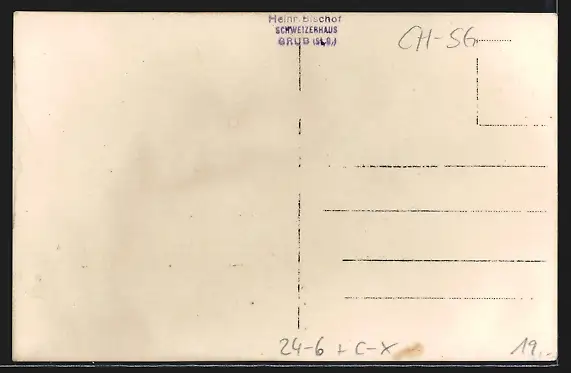 Heinr. Bischof
SCHWEIZERHAUS
GRUB (St. G.)
CH-SG
24-6 + C-X
19,-